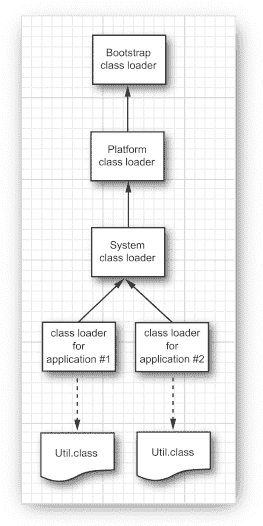 Bootstrap
class loader
Platform
class loader
System
class loader
class loader
for
application #1
class loader
for
application #2
Util.class
Util.class